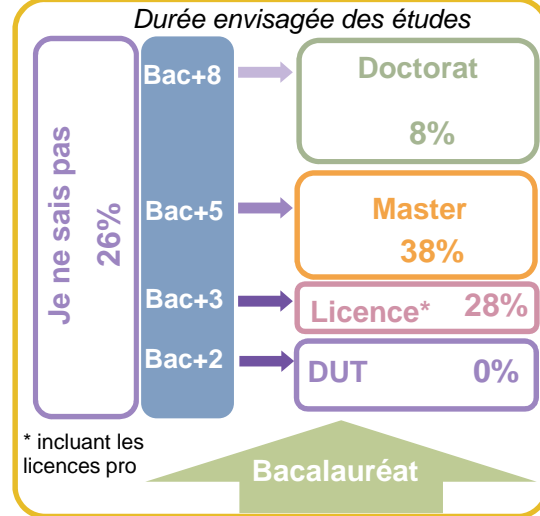 Durée envisagée des études
Je ne sais pas
26%
Bac+8
Doctorat
8%
Bac+5
Master
38%
Bac+3
Licence* 28%
Bac+2
DUT 0%
* incluant les
licences pro
Bacalauréat